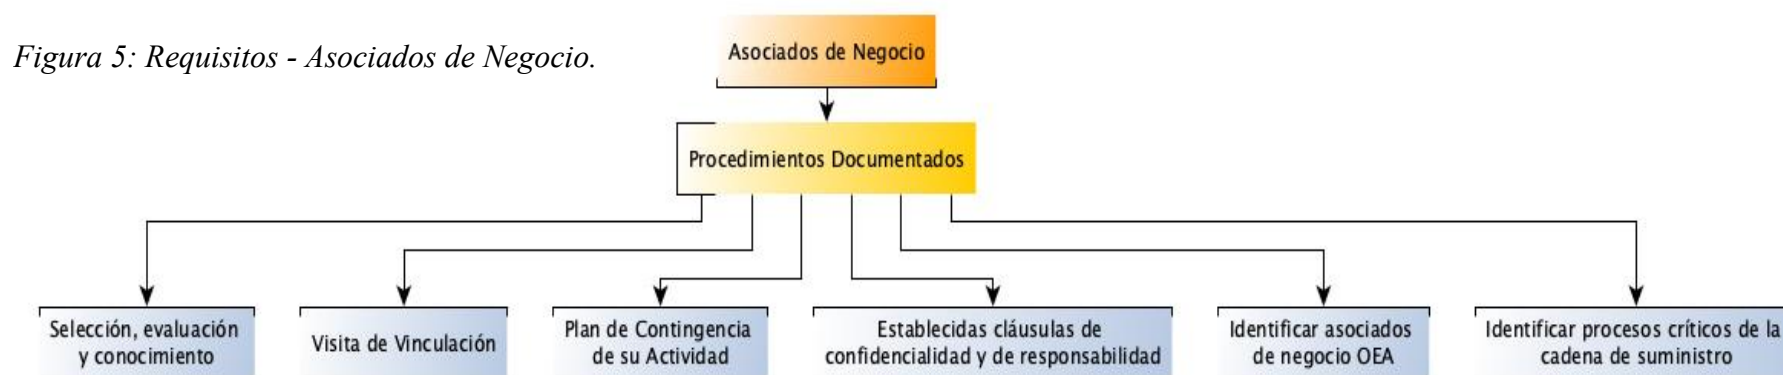 Figura 5: Requisitos - Asociados de Negocio.
Asociados de Negocio
Procedimientos Documentados
Selección, evaluación
y conocimiento
Visita de Vinculación
Plan de Contingencia
de su Actividad
Establecidas cláusulas de
confidencialidad y de responsabilidad
Identificar asociados
de negocio OEA
Identificar procesos críticos de la
cadena de suministro